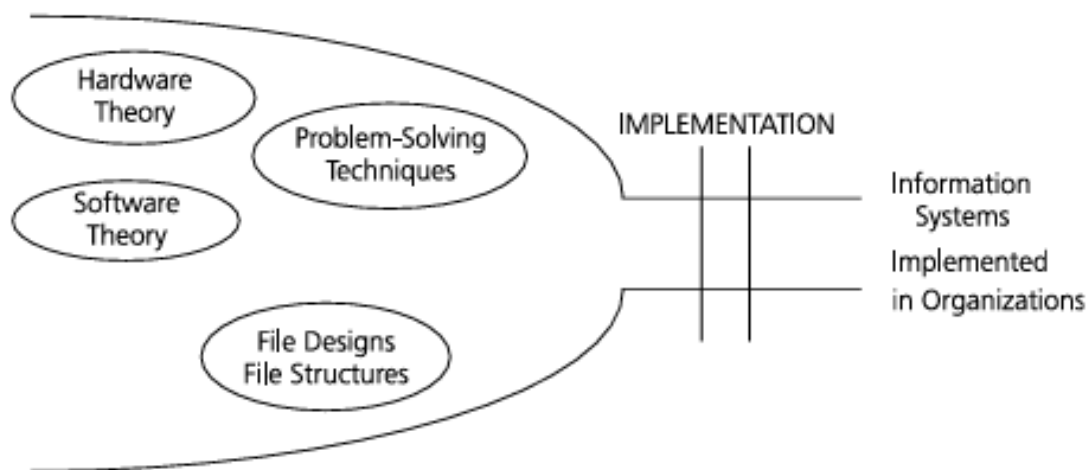 Hardware
Theory
Problem-Solving
Techniques
Software
Theory
File Designs
File Structures
IMPLEMENTATION
Information
Systems
Implemented
in Organizations